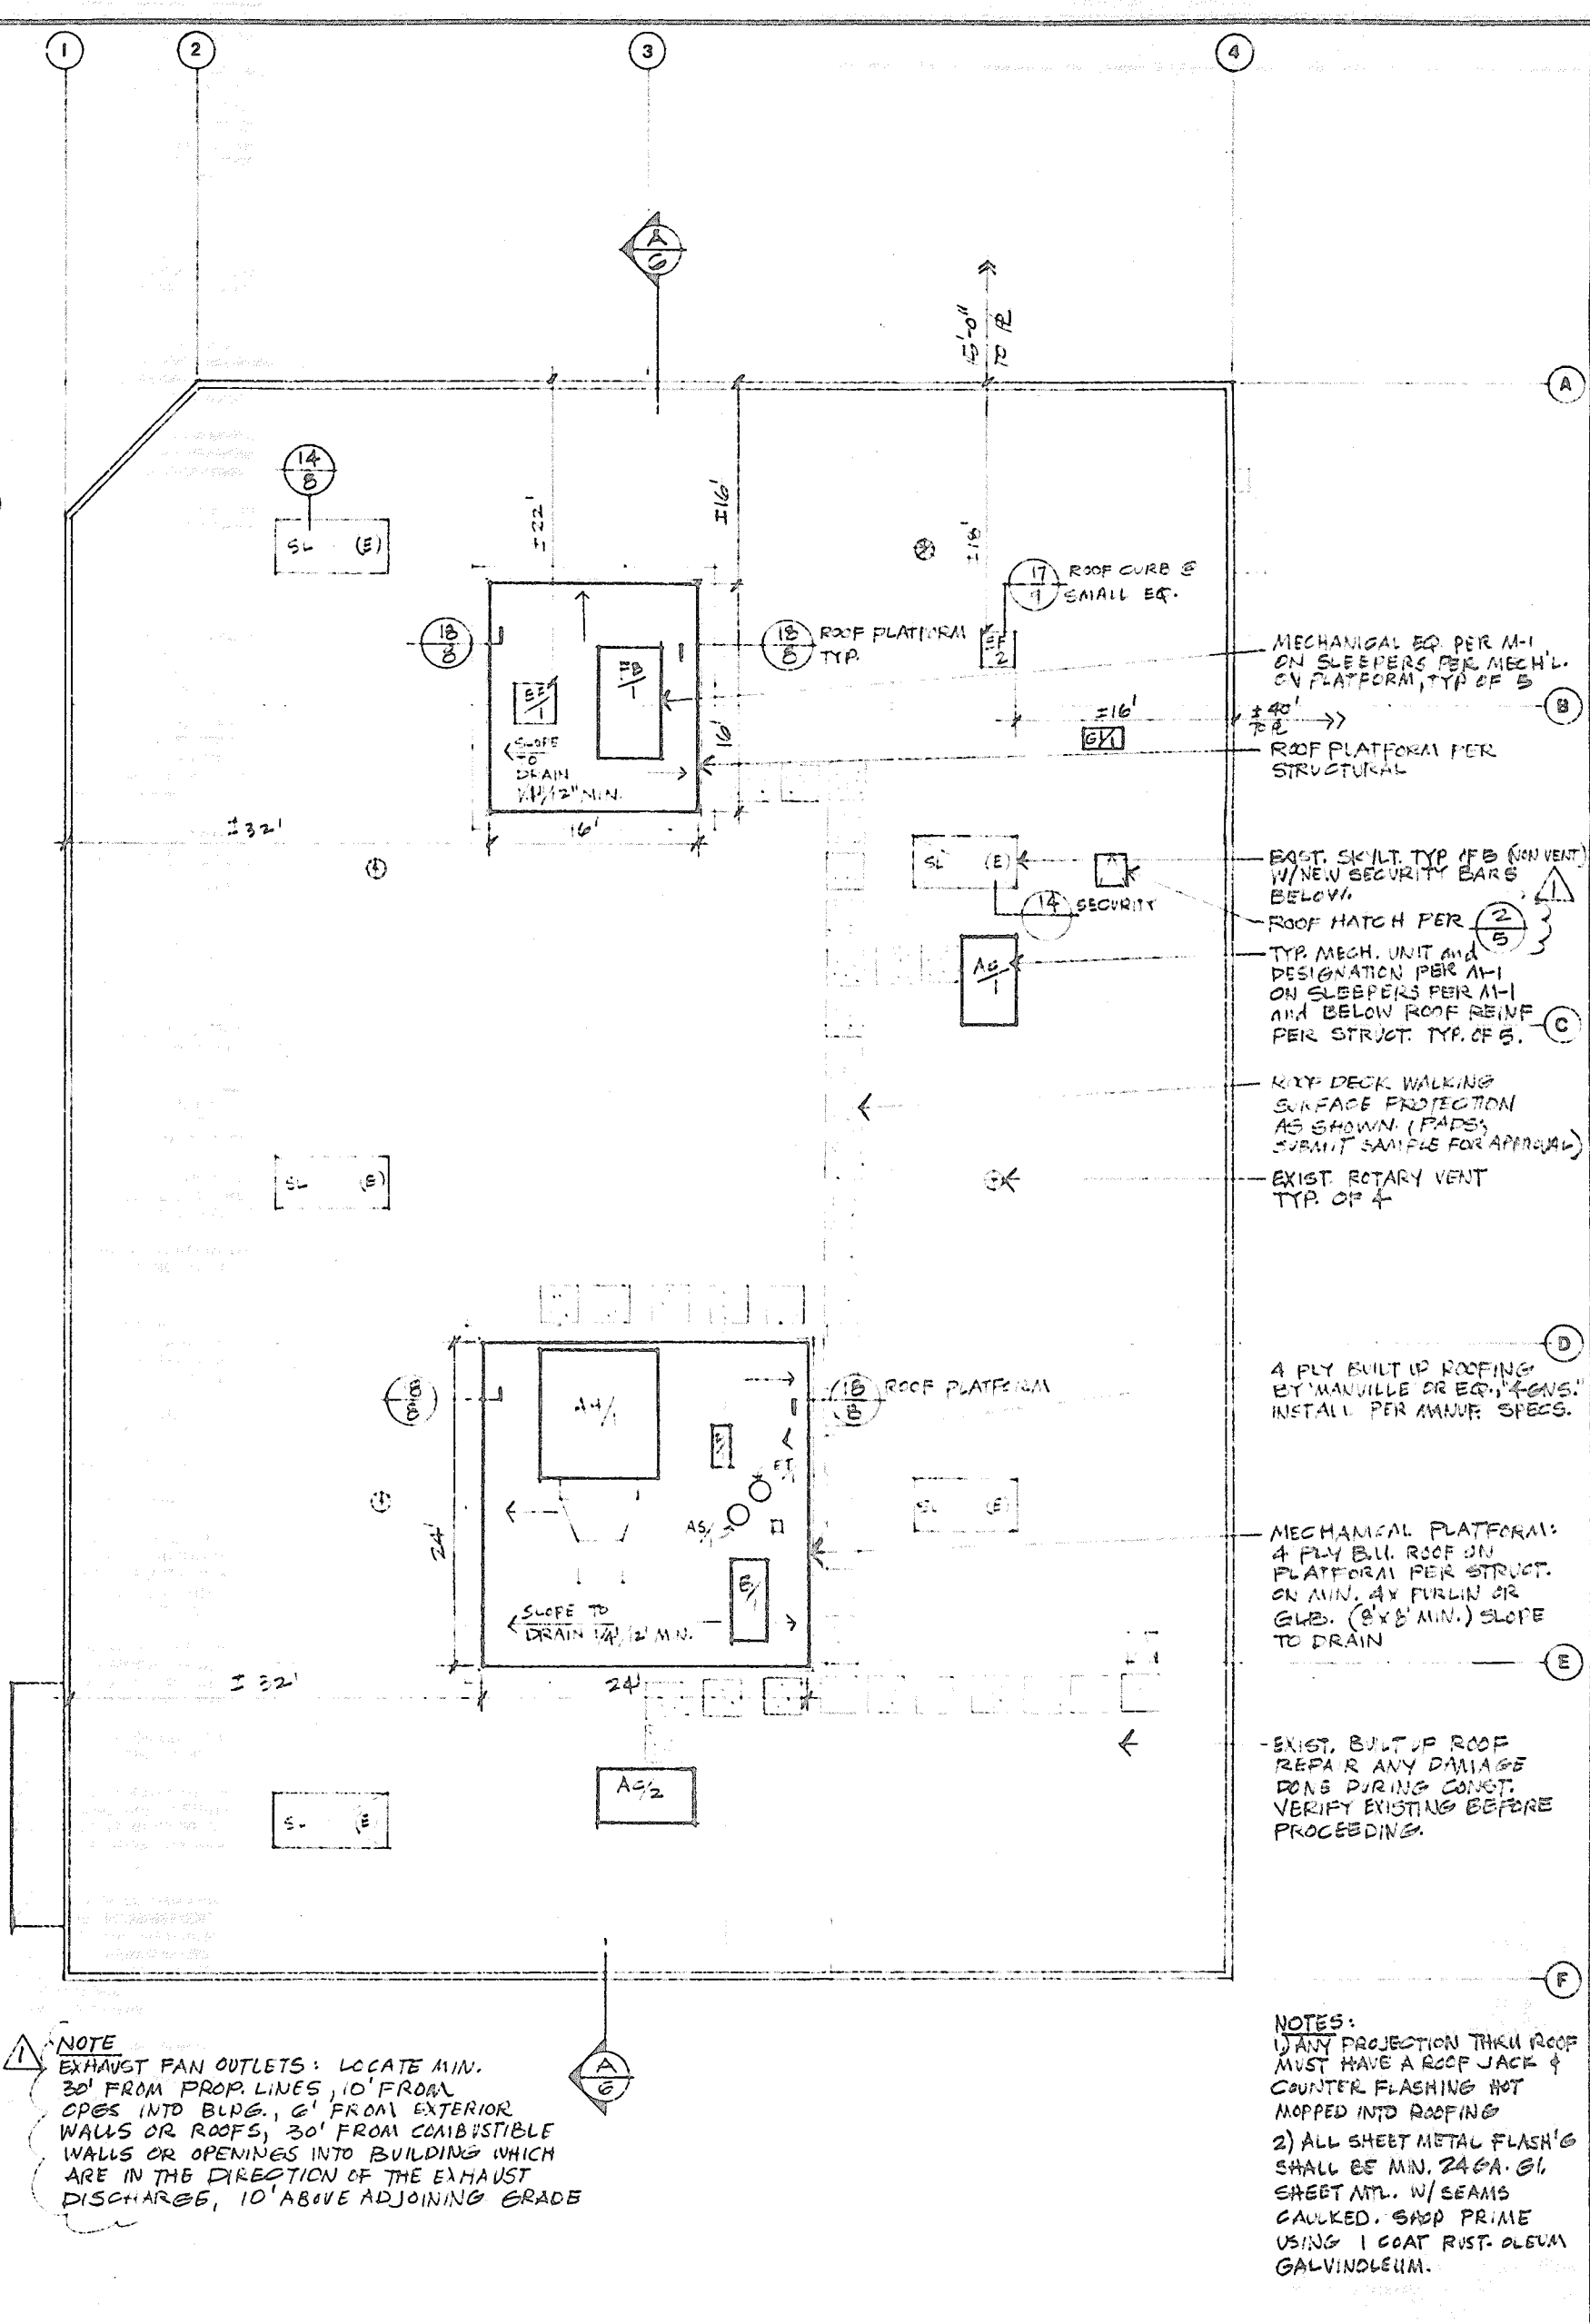 1
2
3
4
A
6
15'-0"
TO PL
A
14
8
SL (E)
±22'
±16'
±18'
17
9
ROOF CURB @
SMALL EQ.
18
8
18
8
ROOF PLATFORM
TYP.
EF
2
FB/1
EF/1
SLOPE
TO
DRAIN
1/4"/12" MIN.
16'
16'
MECHANICAL EQ. PER M-1
ON SLEEPERS PER MECH'L.
ON PLATFORM, TYP OF 5
B
±16'
±40'
TO PL
ROOF PLATFORM PER
STRUCTURAL
±32'
SL (E)
14
SECURITY
EXIST. SKYLT. TYP OF 5 (NON VENT)
W/NEW SECURITY BARS
BELOW.
1
ROOF HATCH PER 2
5
AC
1
TYP. MECH. UNIT and
DESIGNATION PER M-1
ON SLEEPERS PER M-1
and BELOW ROOF REINF
PER STRUCT. TYP. OF 5.
C
ROOF DECK WALKING
SURFACE PROTECTION
AS SHOWN. (PADS;
SUBMIT SAMPLE FOR APPROVAL)
SL (E)
EXIST. ROTARY VENT
TYP. OF 4
D
4 PLY BUILT UP ROOFING
BY 'MANVILLE OR EQ., "4GNS."
INSTALL PER MANUF. SPECS.
18
8
AH/1
18
8
ROOF PLATFORM
ET
AS/1
SL (E)
24'
MECHANICAL PLATFORM:
4 PLY B.U. ROOF ON
PLATFORM PER STRUCT.
ON MIN. 4x PURLIN OR
GLB. (8'x8' MIN.) SLOPE
TO DRAIN
B/1
SLOPE TO
DRAIN 1/4"/12" MIN.
E
±32'
24'
EXIST. BUILT UP ROOF
REPAIR ANY DAMAGE
DONE DURING CONST.
VERIFY EXISTING BEFORE
PROCEEDING.
AC/2
SL (E)
F
1
NOTE
EXHAUST FAN OUTLETS: LOCATE MIN.
30' FROM PROP. LINES, 10' FROM
OPGS INTO BLDG., 6' FROM EXTERIOR
WALLS OR ROOFS, 30' FROM COMBUSTIBLE
WALLS OR OPENINGS INTO BUILDING WHICH
ARE IN THE DIRECTION OF THE EXHAUST
DISCHARGE, 10' ABOVE ADJOINING GRADE
A
6
NOTES:
1) ANY PROJECTION THRU ROOF
MUST HAVE A ROOF JACK &
COUNTER FLASHING HOT
MOPPED INTO ROOFING
2) ALL SHEET METAL FLASH'G
SHALL BE MIN. 24 GA. GI.
SHEET MTL. W/ SEAMS
CAULKED. SHOP PRIME
USING 1 COAT RUST-OLEUM
GALVINOLEUM.